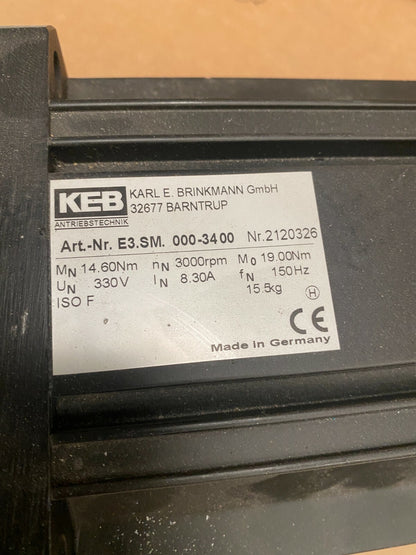 KEB
ANTRIEBSTECHNIK
KARL E. BRINKMANN GmbH
32677 BARNTRUP
Art.-Nr. E3.SM. 000-3400 Nr.2120326
MN 14.60Nm nN 3000rpm M0 19.00Nm
UN 330V IN 8.30A fN 150Hz
ISO F 15.5kg
H
CE
Made in Germany